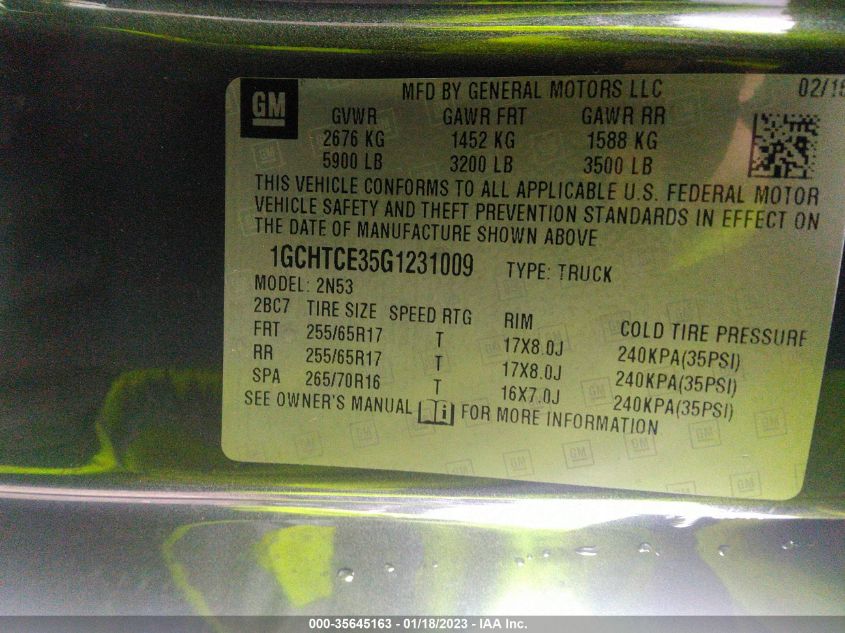 GM
MFD BY GENERAL MOTORS LLC
GVWR GAWR FRT GAWR RR
2676 KG 1452 KG 1588 KG
5900 LB 3200 LB 3500 LB
THIS VEHICLE CONFORMS TO ALL APPLICABLE U.S. FEDERAL MOTOR
VEHICLE SAFETY AND THEFT PREVENTION STANDARDS IN EFFECT ON
THE DATE OF MANUFACTURE SHOWN ABOVE
1GCHTCE35G1231009 TYPE: TRUCK
MODEL: 2N53
2BC7 TIRE SIZE SPEED RTG RIM COLD TIRE PRESSURE
FRT 255/65R17 T 17X8.0J 240KPA(35PSI)
RR 255/65R17 T 17X8.0J 240KPA(35PSI)
SPA 265/70R16 T 16X7.0J 240KPA(35PSI)
SEE OWNER'S MANUAL FOR MORE INFORMATION
000-35645163 - 01/18/2023 - IAA Inc.